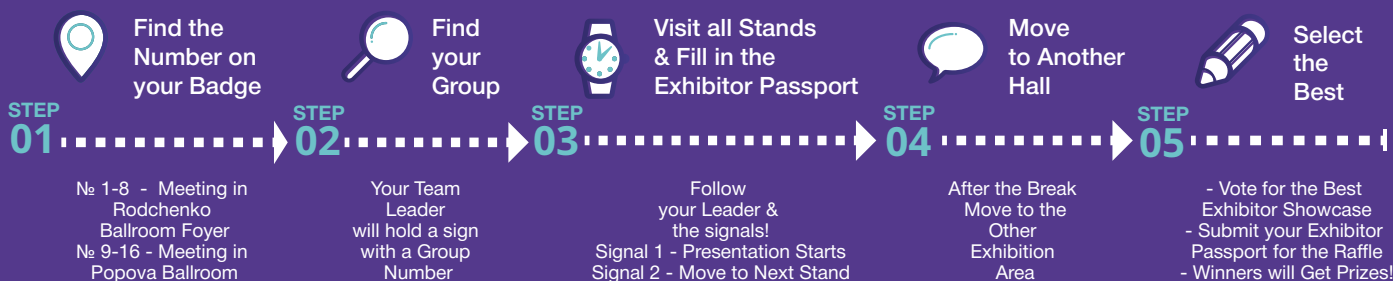 STEP
01
Find the
Number on
your Badge
№ 1-8 - Meeting in
Rodchenko
Ballroom Foyer
№ 9-16 - Meeting in
Popova Ballroom
STEP
02
Find
your
Group
Your Team
Leader
will hold a sign
with a Group
Number
STEP
03
Visit all Stands
& Fill in the
Exhibitor Passport
Follow
your Leader &
the signals!
Signal 1 - Presentation Starts
Signal 2 - Move to Next Stand
STEP
04
Move
to Another
Hall
After the Break
Move to the
Other
Exhibition
Area
STEP
05
Select
the
Best
- Vote for the Best
Exhibitor Showcase
- Submit your Exhibitor
Passport for the Raffle
- Winners will Get Prizes!